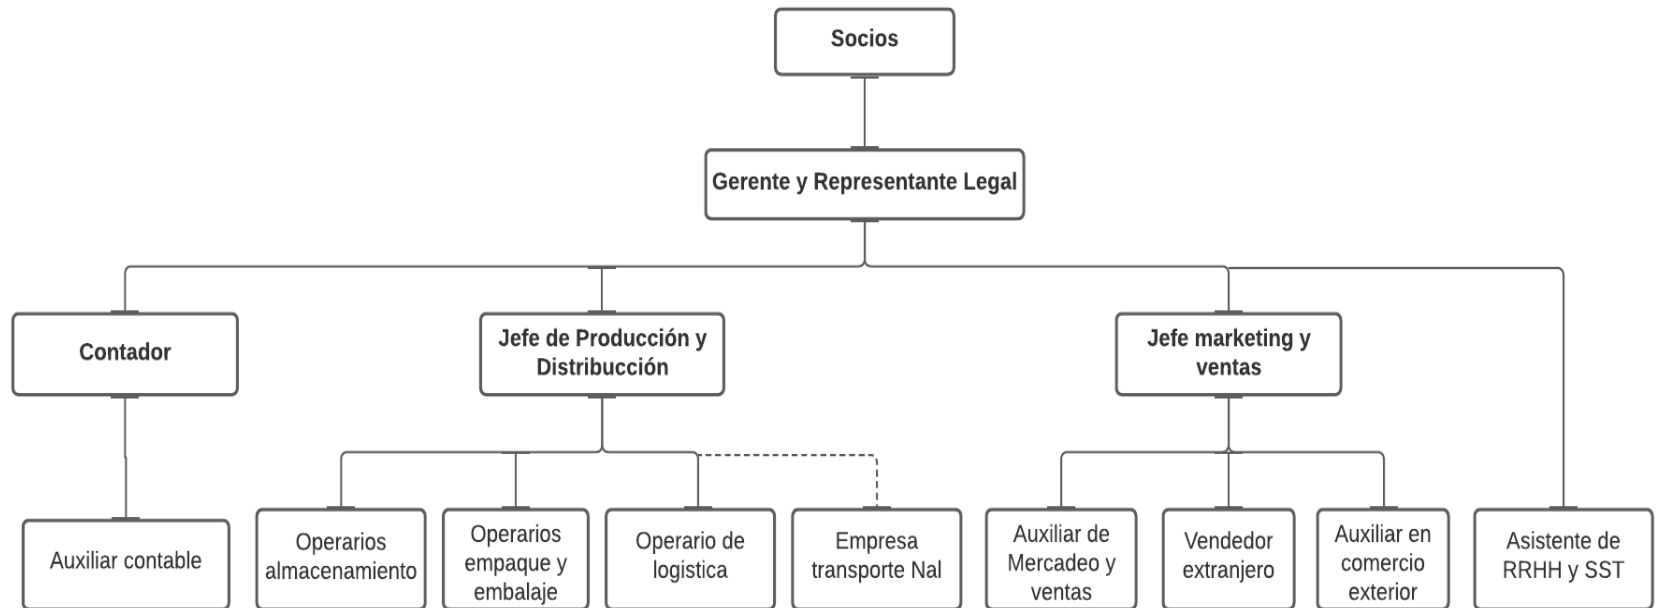 Socios
Gerente y Representante Legal
Contador
Jefe de Producción y
Distribucción
Jefe marketing y
ventas
Auxiliar contable
Operarios
almacenamiento
Operarios
empaque y
embalaje
Operario de
logistica
Empresa
transporte Nal
Auxiliar de
Mercadeo y
ventas
Vendedor
extranjero
Auxiliar en
comercio
exterior
Asistente de
RRHH y SST